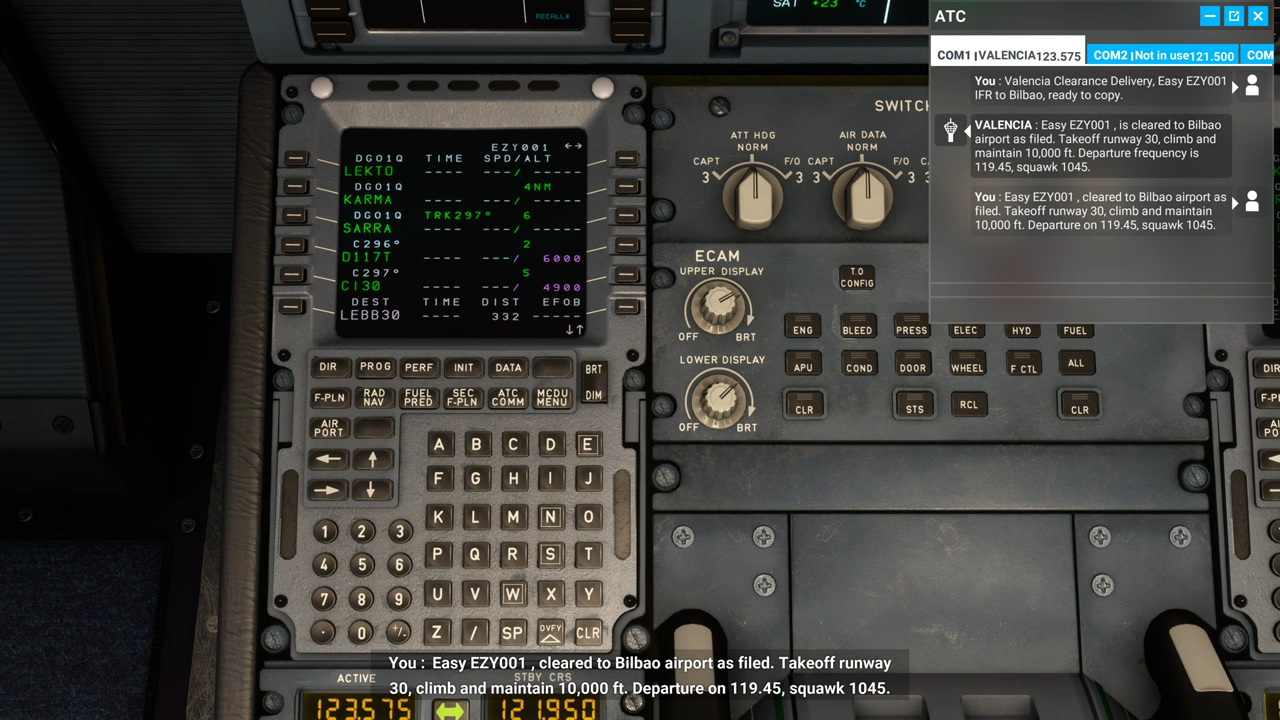 RECALL*
SAT +23 °C
EZY001 ←→
DG01Q TIME SPD/ALT
LEKTO ---- ---/-----
DG01Q 4NM
KARMA ---- ---/-----
DG01Q TRK297° 6
SARRA ---- ---/-----
C296° 2
D117T ---- ---/ 6000
C297° 5
CI30 ---- ---/ 4900
DEST TIME DIST EFOB
LEBB30 ---- 332 -----
↓↑
DIR PROG PERF INIT DATA
BRT
DIM
F-PLN RAD NAV FUEL PRED SEC F-PLN ATC COMM MCDU MENU
AIR PORT
← ↑
→ ↓
A B C D E
F G H I J
K L M N O
P Q R S T
U V W X Y
Z / SP OVFY CLR
1 2 3
4 5 6
7 8 9
. 0 +/-
ACTIVE
STBY CRS
123.575
121.950
SWITCH
ATT HDG
NORM
CAPT F/O
3 3
AIR DATA
NORM
CAPT F/O
3 3
ECAM
UPPER DISPLAY
OFF BRT
LOWER DISPLAY
OFF BRT
T.O
CONFIG
ENG BLEED PRESS ELEC HYD FUEL
APU COND DOOR WHEEL F CTL ALL
CLR STS RCL CLR
ATC
COM1 | VALENCIA 123.575
COM2 | Not in use 121.500
COM
You : Valencia Clearance Delivery, Easy EZY001
IFR to Bilbao, ready to copy.
VALENCIA : Easy EZY001 , is cleared to Bilbao
airport as filed. Takeoff runway 30, climb and
maintain 10,000 ft. Departure frequency is
119.45, squawk 1045.
You : Easy EZY001 , cleared to Bilbao airport as
filed. Takeoff runway 30, climb and maintain
10,000 ft. Departure on 119.45, squawk 1045.
DIR
You : Easy EZY001 , cleared to Bilbao airport as filed. Takeoff runway
30, climb and maintain 10,000 ft. Departure on 119.45, squawk 1045.